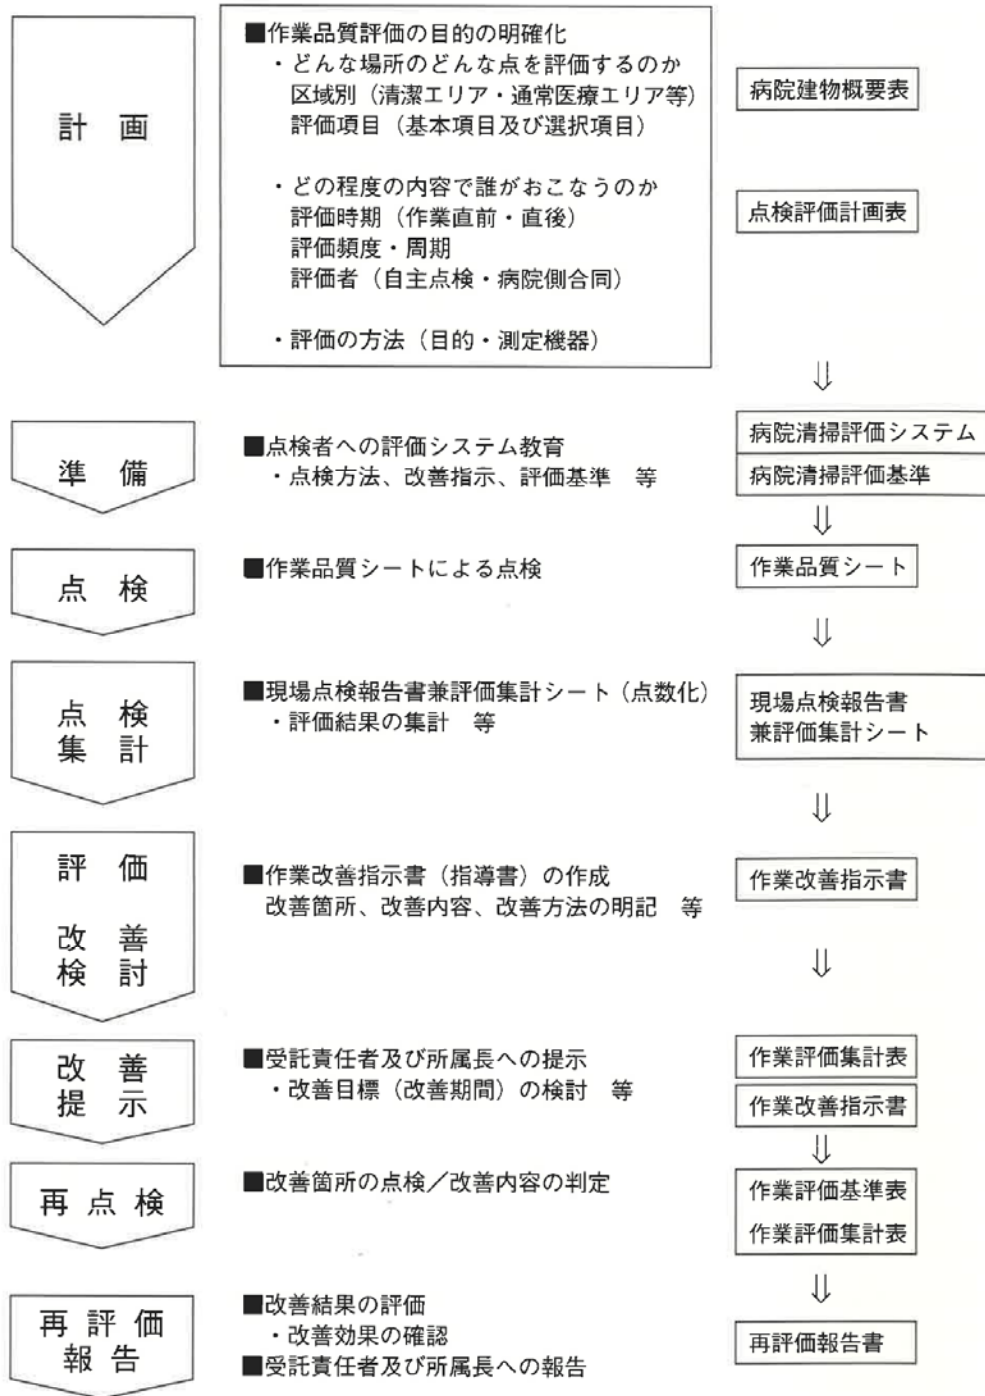 計 画
■作業品質評価の目的の明確化
・どんな場所のどんな点を評価するのか
区域別（清潔エリア・通常医療エリア等）
評価項目（基本項目及び選択項目）
・どの程度の内容で誰がおこなうのか
評価時期（作業直前・直後）
評価頻度・周期
評価者（自主点検・病院側合同）
・評価の方法（目的・測定機器）
病院建物概要表
点検評価計画表
⇓
準 備
■点検者への評価システム教育
・点検方法、改善指示、評価基準　等
病院清掃評価システム
病院清掃評価基準
⇓
点 検
■作業品質シートによる点検
作業品質シート
⇓
点 検
集 計
■現場点検報告書兼評価集計シート（点数化）
・評価結果の集計　等
現場点検報告書
兼評価集計シート
⇓
評 価
改 善
検 討
■作業改善指示書（指導書）の作成
改善箇所、改善内容、改善方法の明記　等
作業改善指示書
⇓
改 善
提 示
■受託責任者及び所属長への提示
・改善目標（改善期間）の検討　等
作業評価集計表
作業改善指示書
⇓
再 点 検
■改善箇所の点検／改善内容の判定
作業評価基準表
作業評価集計表
⇓
再 評 価
報 告
■改善結果の評価
・改善効果の確認
■受託責任者及び所属長への報告
再評価報告書